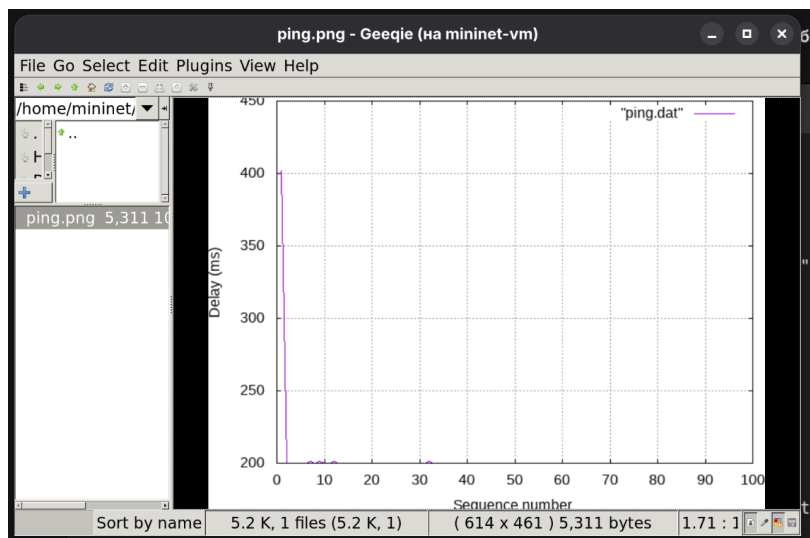 ping.png - Geeqie (на mininet-vm)
File Go Select Edit Plugins View Help
/home/mininet/
..
ping.png 5,311
450
400
350
300
250
200
"ping.dat"
Delay (ms)
0 10 20 30 40 50 60 70 80 90 100
Sequence number
Sort by name
5.2 K, 1 files (5.2 K, 1)
( 614 x 461 ) 5,311 bytes
1.71 : 1